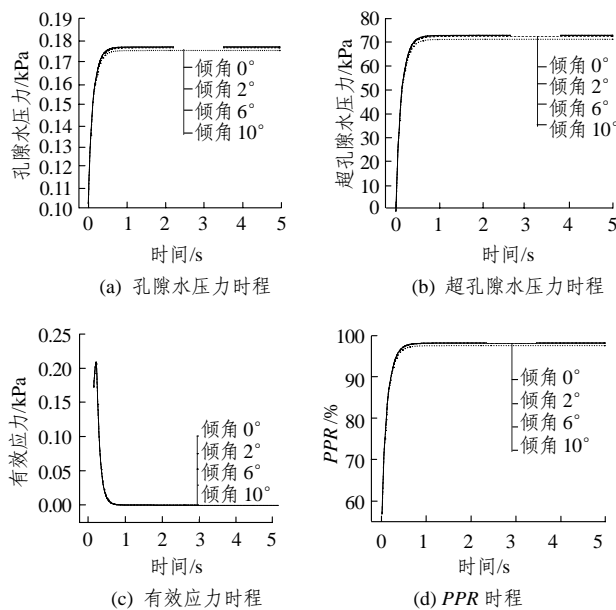 孔隙水压力/kPa
0.19
0.18
0.17
0.16
0.15
0.14
0.13
0.12
0.11
0.10
倾角 0°
倾角 2°
倾角 6°
倾角 10°
0 1 2 3 4 5
时间/s
(a) 孔隙水压力时程
超孔隙水压力/kPa
80
70
60
50
40
30
20
10
0
倾角 0°
倾角 2°
倾角 6°
倾角 10°
0 1 2 3 4 5
时间/s
(b) 超孔隙水压力时程
有效应力/kPa
0.25
0.20
0.15
0.10
0.05
0.00
倾角 0°
倾角 2°
倾角 6°
倾角 10°
0 1 2 3 4 5
时间/s
(c) 有效应力时程
PPR /%
100
90
80
70
60
倾角 0°
倾角 2°
倾角 6°
倾角 10°
0 1 2 3 4 5
时间/s
(d) PPR 时程